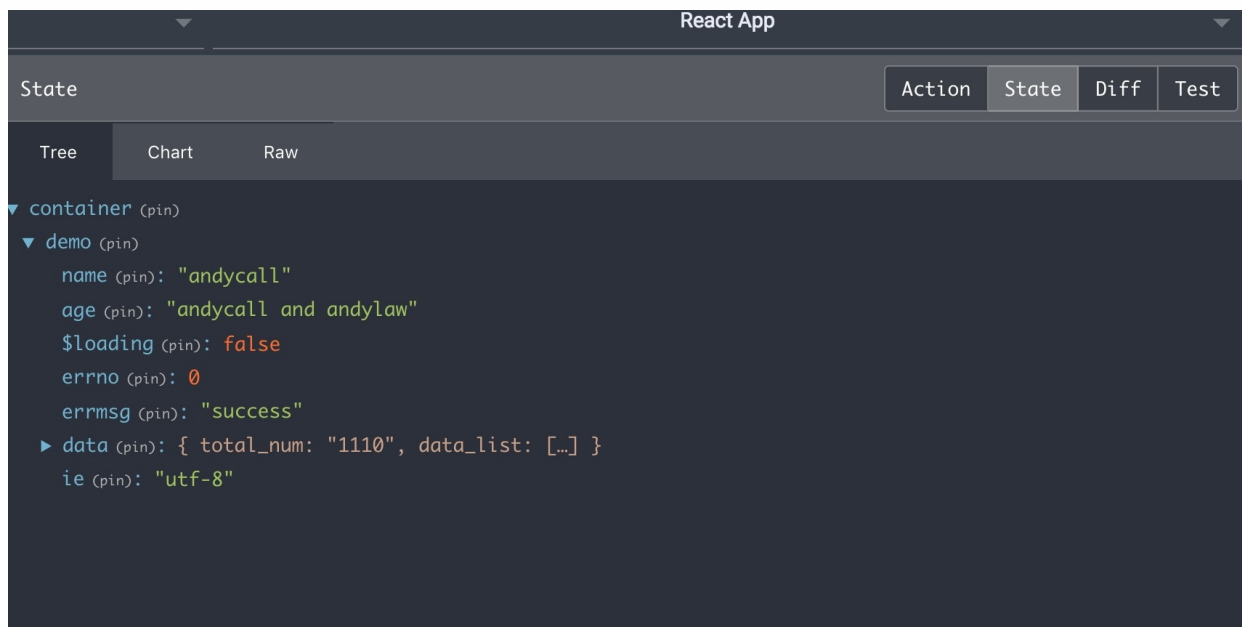 React App
State Action State Diff Test
Tree Chart Raw
container (pin)
demo (pin)
name (pin): "andycall"
age (pin): "andycall and andylaw"
$loading (pin): false
errno (pin): 0
errmsg (pin): "success"
data (pin): { total_num: "1110", data_list: […] }
ie (pin): "utf-8"